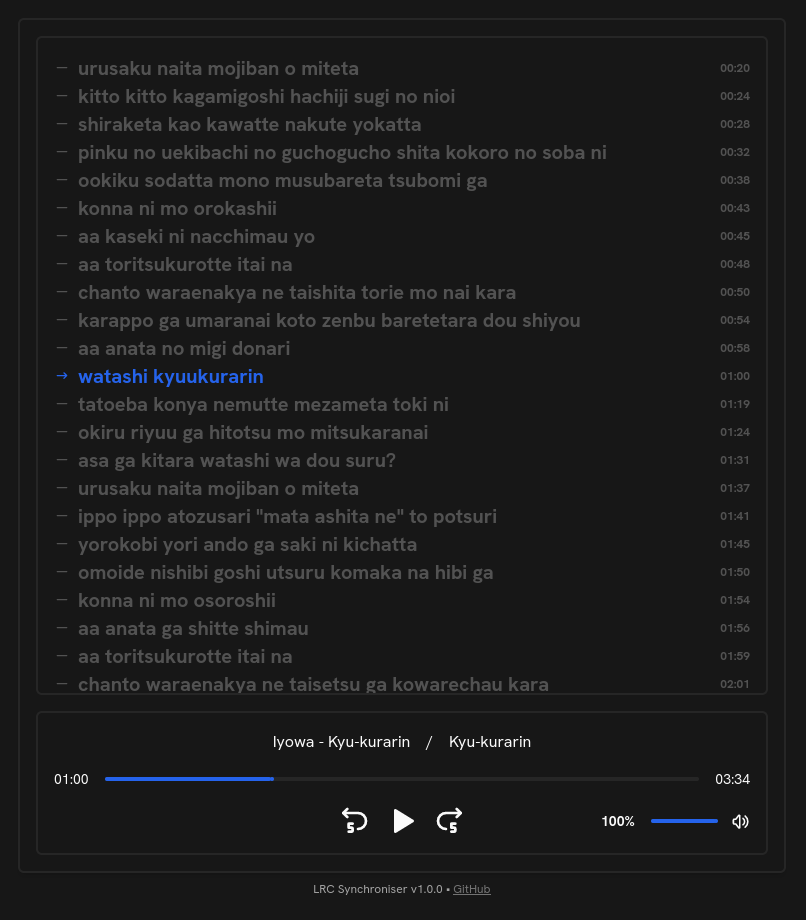 — urusaku naita mojiban o miteta 00:20
— kitto kitto kagamigoshi hachiji sugi no nioi 00:24
— shiraketa kao kawatte nakute yokatta 00:28
— pinku no uekibachi no guchogucho shita kokoro no soba ni 00:32
— ookiku sodatta mono musubareta tsubomi ga 00:38
— konna ni mo orokashii 00:43
— aa kaseki ni nacchimau yo 00:45
— aa toritsukurotte itai na 00:48
— chanto waraenakya ne taishita torie mo nai kara 00:50
— karappo ga umaranai koto zenbu baretetara dou shiyou 00:54
— aa anata no migi donari 00:58
→ watashi kyuukurarin 01:00
— tatoeba konya nemutte mezameta toki ni 01:19
— okiru riyuu ga hitotsu mo mitsukaranai 01:24
— asa ga kitara watashi wa dou suru? 01:31
— urusaku naita mojiban o miteta 01:37
— ippo ippo atozusari "mata ashita ne" to potsuri 01:41
— yorokobi yori ando ga saki ni kichatta 01:45
— omoide nishibi goshi utsuru komaka na hibi ga 01:50
— konna ni mo osoroshii 01:54
— aa anata ga shitte shimau 01:56
— aa toritsukurotte itai na 01:59
— chanto waraenakya ne taisetsu ga kowarechau kara 02:01
Iyowa - Kyu-kurarin / Kyu-kurarin
01:00 03:34
5 5 100%
LRC Synchroniser v1.0.0 • GitHub